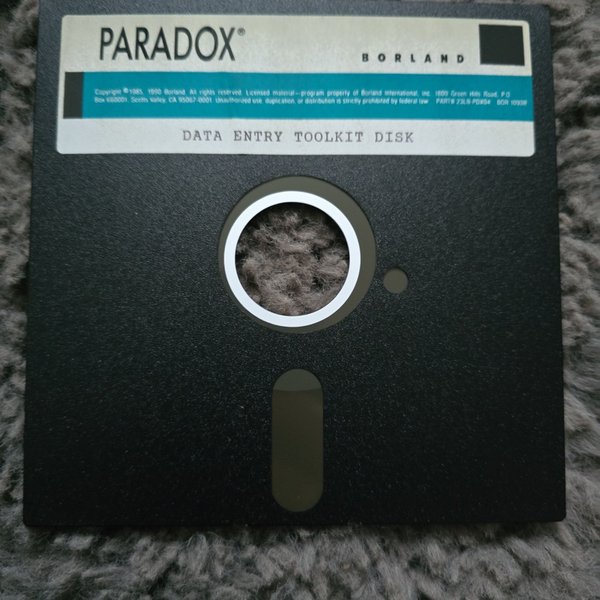 PARADOX®
BORLAND
Copyright © 1985, 1990 Borland. All rights reserved. Licensed material—program property of Borland International, Inc. 1800 Green Hills Road, P.O.
Box 660001, Scotts Valley, CA 95067-0001. Unauthorized use, duplication, or distribution is strictly prohibited by federal law. PART# BOR
DATA ENTRY TOOLKIT DISK